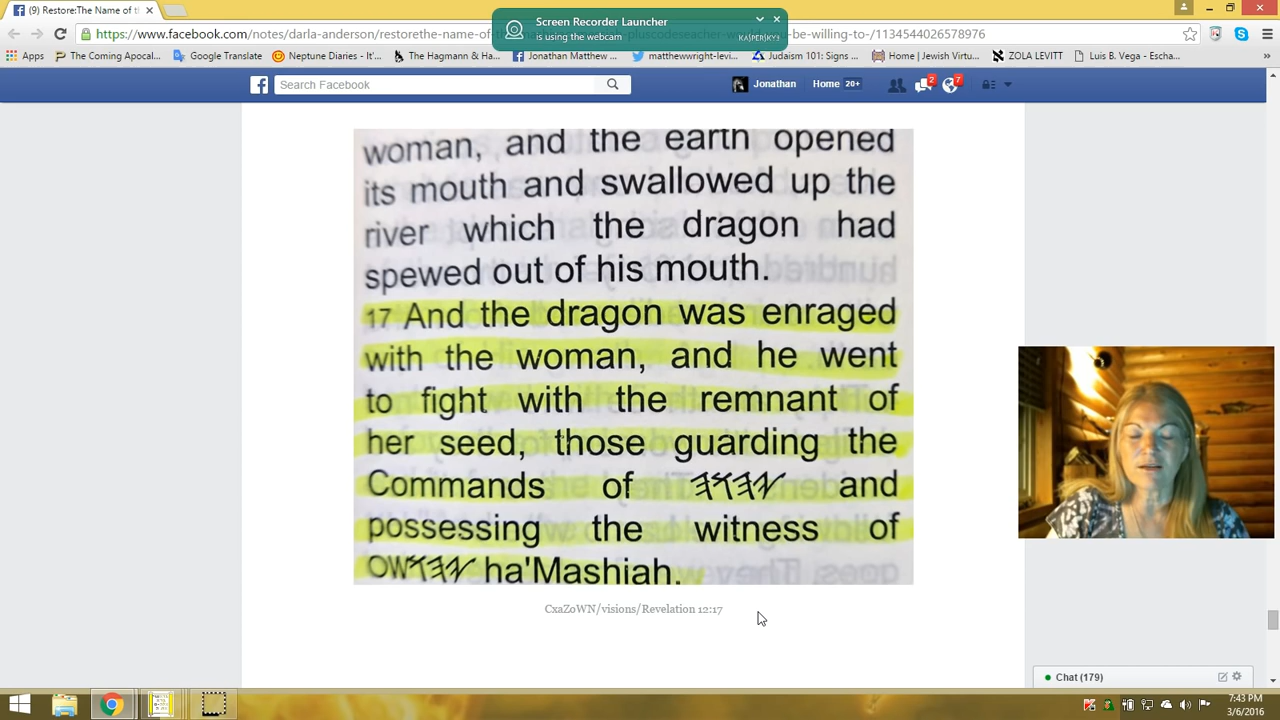 (9) Restore:The Name of th
Screen Recorder Launcher
is using the webcam
KASPERSKY
https://www.facebook.com/notes/darla-anderson/restorethe-name-of-
be-willing-to-/1134544026578976
Apps
The Coming Apocal...
Google Translate
Neptune Diaries - It'...
The Hagmann & Ha...
Jonathan Matthew ...
matthewwright-levi...
Judaism 101: Signs ...
Home | Jewish Virtu...
ZOLA LEVITT
Luis B. Vega - Escha...
Search Facebook
Jonathan
Home 20+
2
7
woman, and the earth opened
its mouth and swallowed up the
river which the dragon had
spewed out of his mouth.
17 And the dragon was enraged
with the woman, and he went
to fight with the remnant of
her seed, those guarding the
Commands of 𐤉𐤄𐤅𐤄 and
possessing the witness of
𐤉𐤄𐤅𐤔𐤏 ha'Mashiah.
CxaZoWN/visions/Revelation 12:17
Chat (179)
7:43 PM
3/6/2016